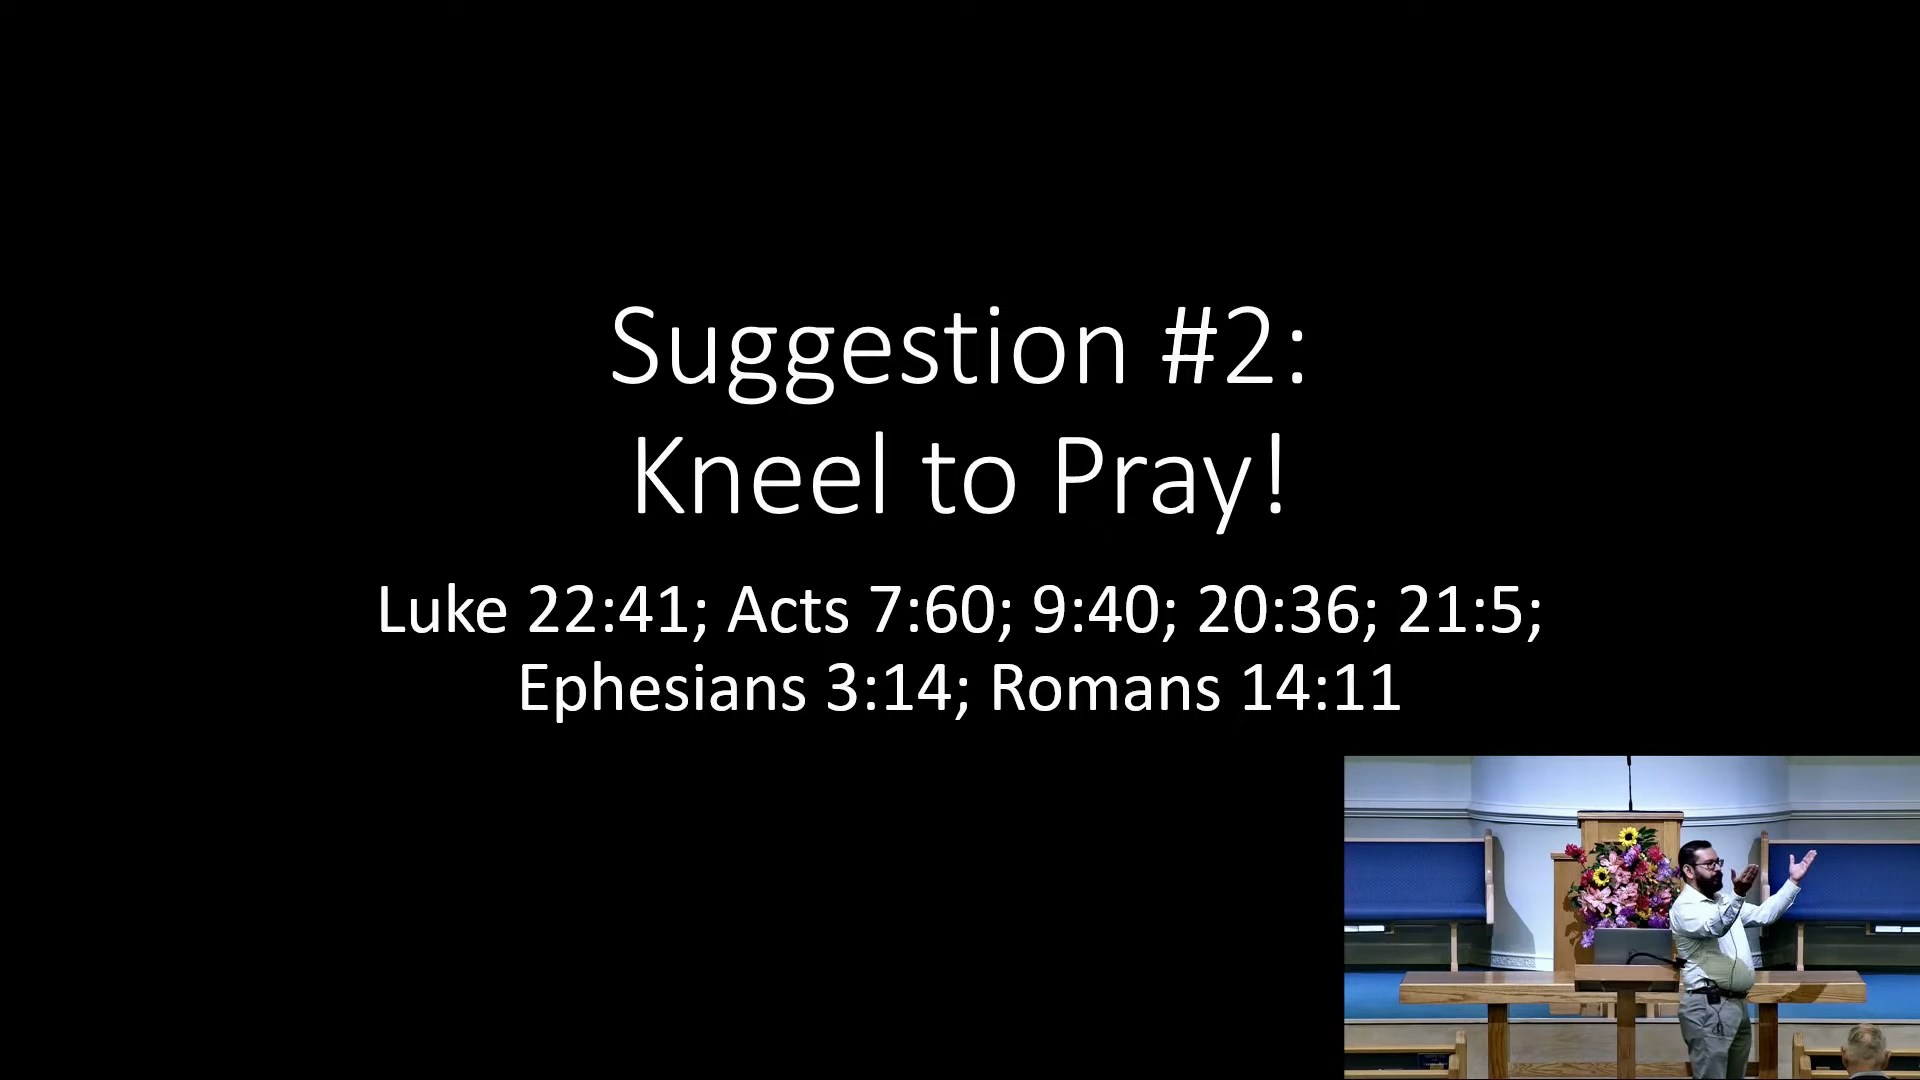 Suggestion #2:
Kneel to Pray!
Luke 22:41; Acts 7:60; 9:40; 20:36; 21:5;
Ephesians 3:14; Romans 14:11